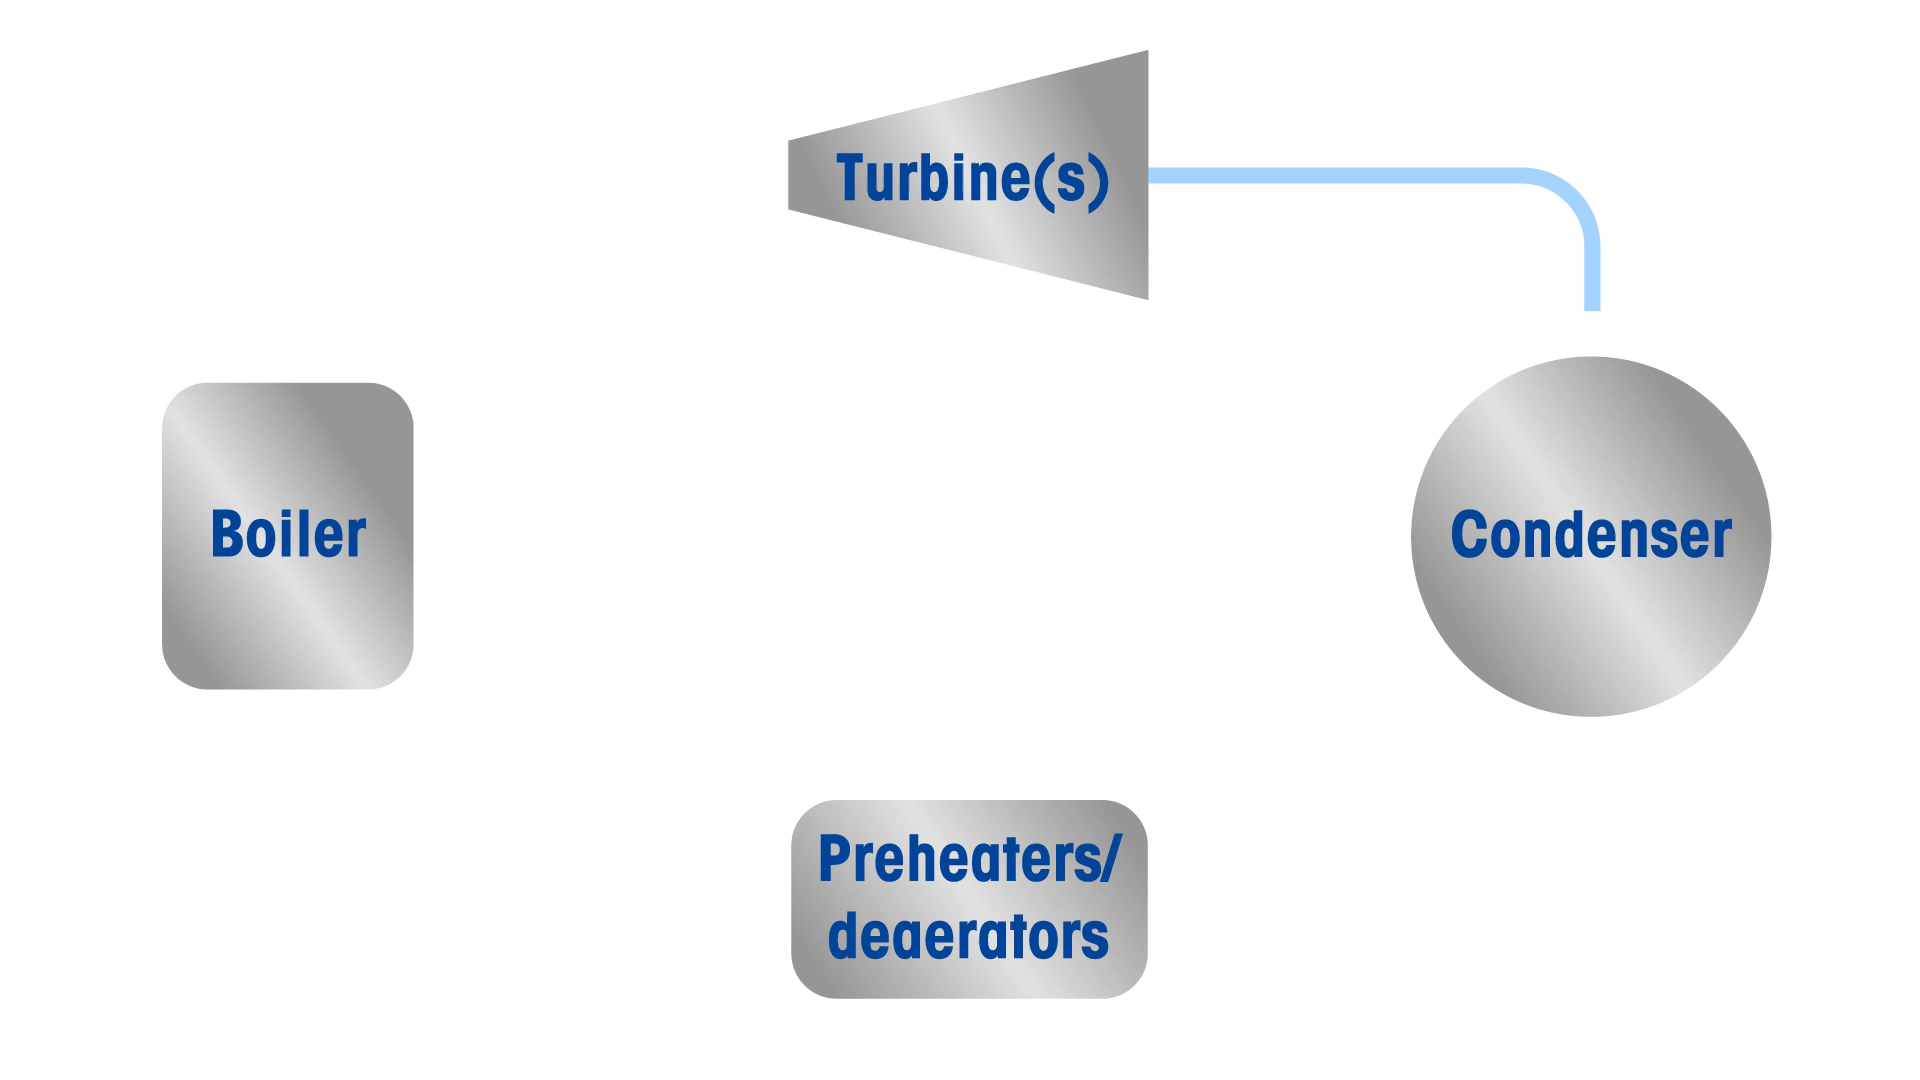 Turbine(s)
Boiler
Condenser
Preheaters/
deaerators